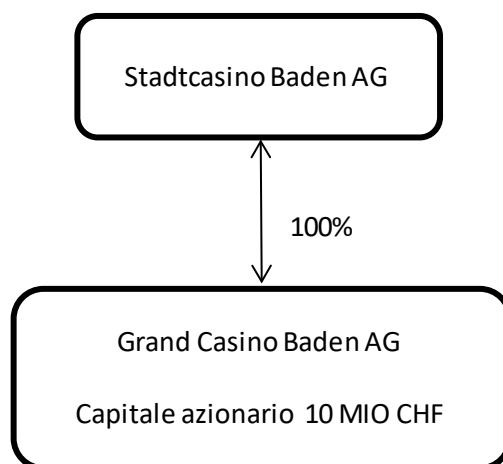 Stadtcasino Baden AG
100%
Grand Casino Baden AG
Capitale azionario 10 MIO CHF